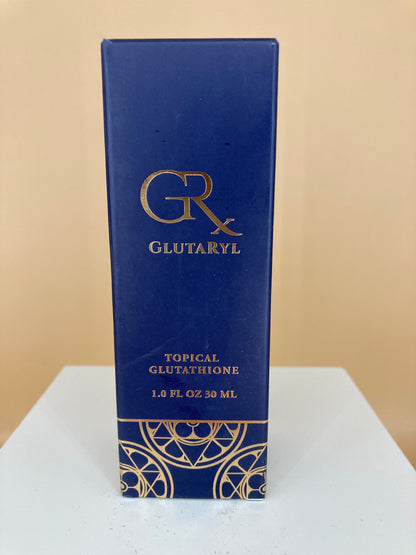 GRx
GLUTARYL
TOPICAL
GLUTATHIONE
1.0 FL OZ 30 ML